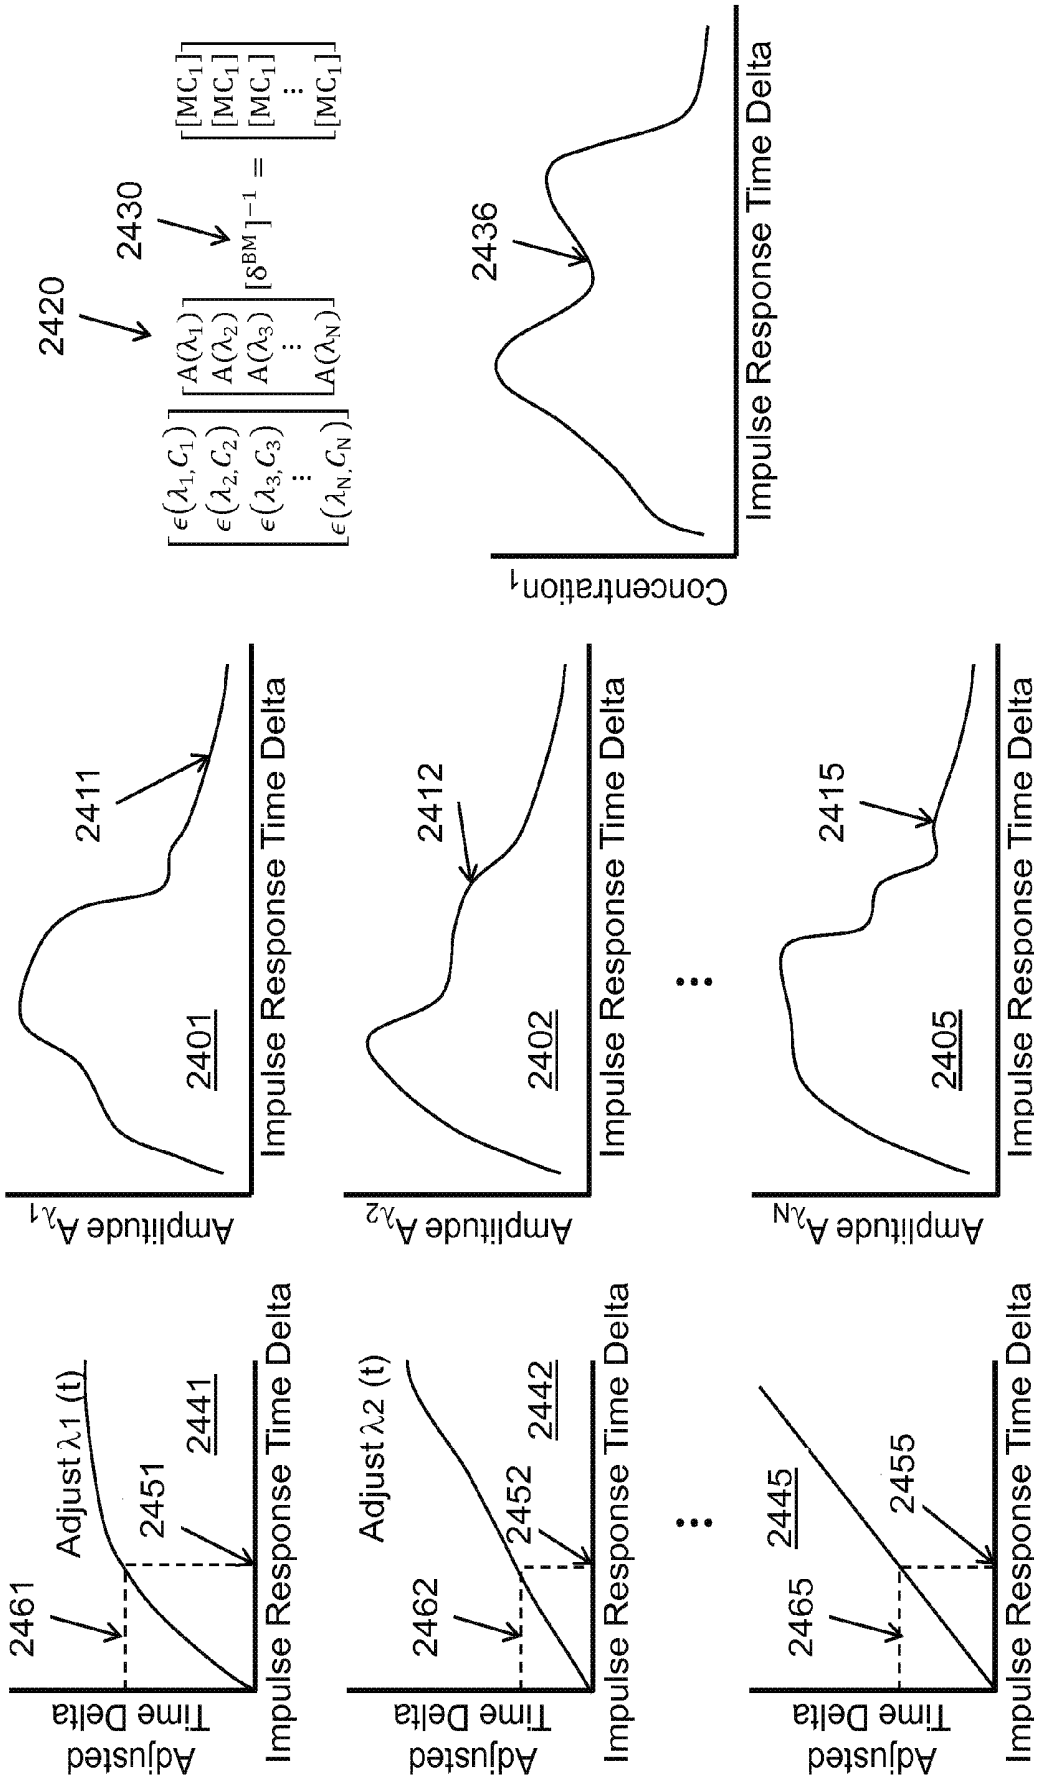 Adjusted
Time Delta
2461
Adjust λ1 (t)
2451
2441
Impulse Response Time Delta
Adjusted
Time Delta
2462
Adjust λ2 (t)
2452
2442
Impulse Response Time Delta
...
Adjusted
Time Delta
2465
2445
2455
Impulse Response Time Delta
Amplitude Aλ1
2401
2411
Impulse Response Time Delta
Amplitude Aλ2
2402
2412
Impulse Response Time Delta
...
Amplitude AλN
2405
2415
Impulse Response Time Delta
2420
2430
ϵ(λ1,C1) A(λ1) [MC1]
ϵ(λ2,C2) A(λ2) [δBM]−1 = [MC1]
ϵ(λ3,C3) A(λ3) [MC1]
... ... ...
ϵ(λN,CN) A(λN) [MC1]
Concentration1
2436
Impulse Response Time Delta